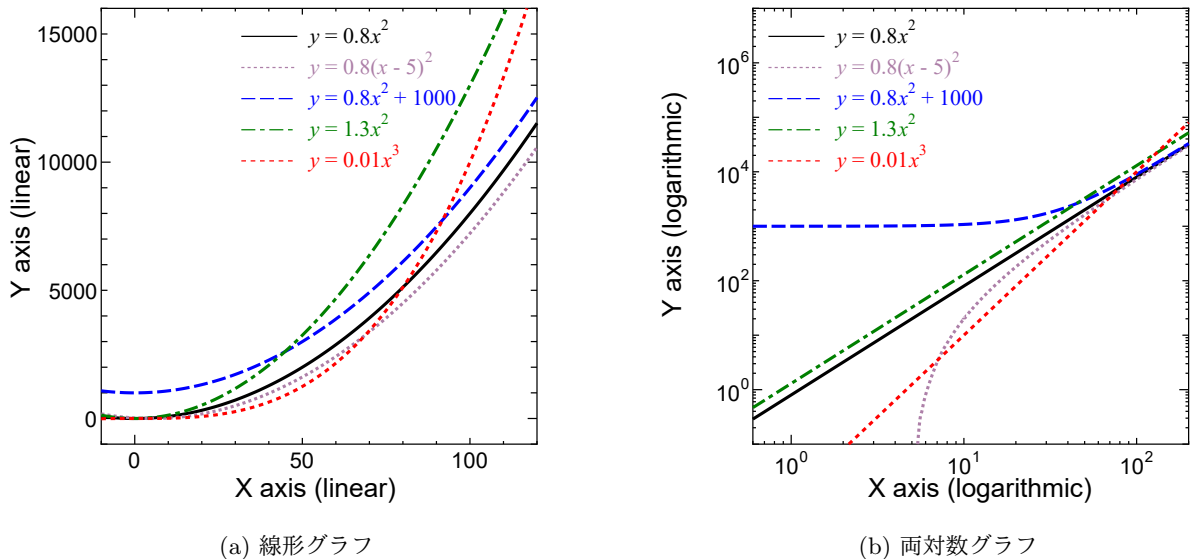 15000
10000
5000
0
0
50
100
Y axis (linear)
X axis (linear)
y = 0.8x²
y = 0.8(x - 5)²
y = 0.8x² + 1000
y = 1.3x²
y = 0.01x³
(a) 線形グラフ
10⁶
10⁴
10²
10⁰
10⁰
10¹
10²
Y axis (logarithmic)
X axis (logarithmic)
y = 0.8x²
y = 0.8(x - 5)²
y = 0.8x² + 1000
y = 1.3x²
y = 0.01x³
(b) 両対数グラフ